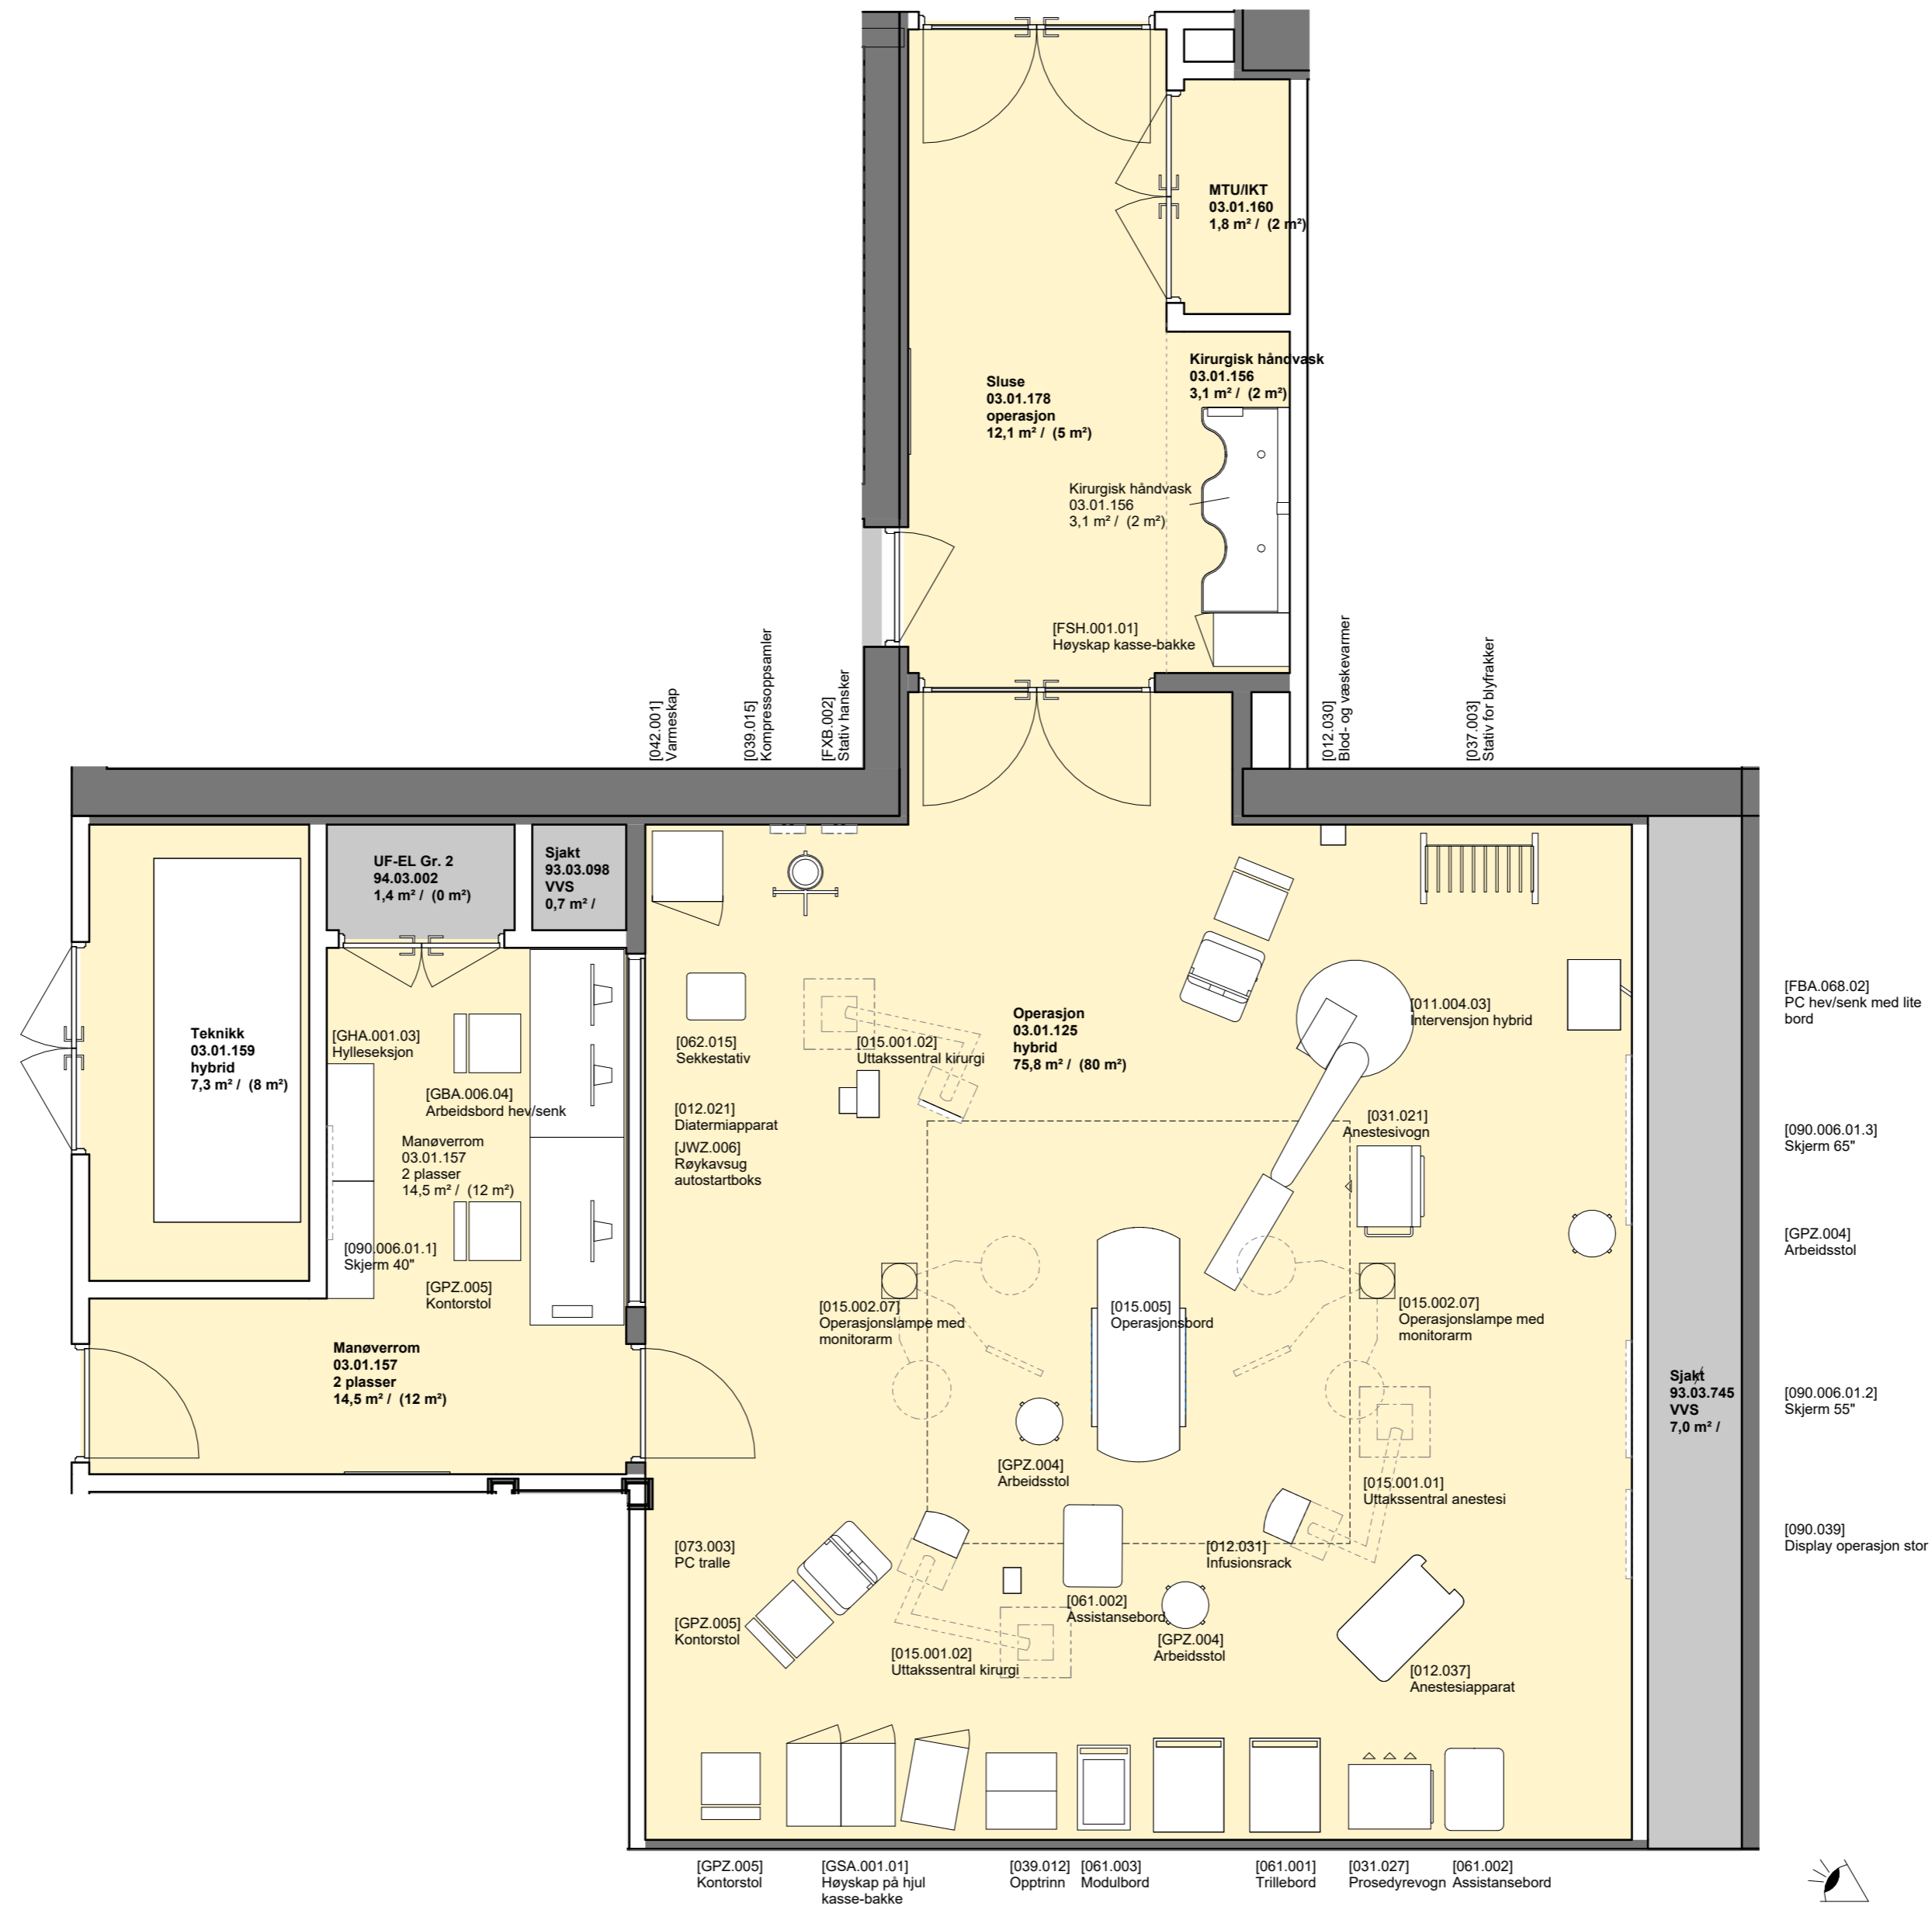 MTU/IKT
03.01.160
1,8 m² / (2 m²)
Sluse
03.01.178
operasjon
12,1 m² / (5 m²)
Kirurgisk håndvask
03.01.156
3,1 m² / (2 m²)
Kirurgisk håndvask
03.01.156
3,1 m² / (2 m²)
[FSH.001.01]
Høyskap kasse-bakke
[042.001]
Varmeskap
[039.015]
Kompressoppsamler
[FXB.002]
Stativ hansker
[012.030]
Blod- og væskevarmer
[037.003]
Stativ for blyfrakker
UF-EL Gr. 2
94.03.002
1,4 m² / (0 m²)
Sjakt
93.03.098
VVS
0,7 m² /
Teknikk
03.01.159
hybrid
7,3 m² / (8 m²)
[GHA.001.03]
Hylleseksjon
[GBA.006.04]
Arbeidsbord hev/senk
Manøverrom
03.01.157
2 plasser
14,5 m² / (12 m²)
[090.006.01.1]
Skjerm 40"
[GPZ.005]
Kontorstol
Manøverrom
03.01.157
2 plasser
14,5 m² / (12 m²)
[062.015]
Sekkestativ
[015.001.02]
Uttakssentral kirurgi
Operasjon
03.01.125
hybrid
75,8 m² / (80 m²)
[011.004.03]
Intervensjon hybrid
[012.021]
Diatermiapparat
[JWZ.006]
Røykavsug
autostartboks
[031.021]
Anestesivogn
[015.002.07]
Operasjonslampe med
monitorarm
[015.005]
Operasjonsbord
[015.002.07]
Operasjonslampe med
monitorarm
[GPZ.004]
Arbeidsstol
[015.001.01]
Uttakssentral anestesi
[073.003]
PC tralle
[012.031]
Infusionsrack
[GPZ.005]
Kontorstol
[061.002]
Assistansebord
[GPZ.004]
Arbeidsstol
[015.001.02]
Uttakssentral kirurgi
[012.037]
Anestesiapparat
Sjakt
93.03.745
VVS
7,0 m² /
[FBA.068.02]
PC hev/senk med lite
bord
[090.006.01.3]
Skjerm 65"
[GPZ.004]
Arbeidsstol
[090.006.01.2]
Skjerm 55"
[090.039]
Display operasjon stor
[GPZ.005]
Kontorstol
[GSA.001.01]
Høyskap på hjul
kasse-bakke
[039.012]
Opptrinn
[061.003]
Modulbord
[061.001]
Trillebord
[031.027]
Prosedyrevogn
[061.002]
Assistansebord